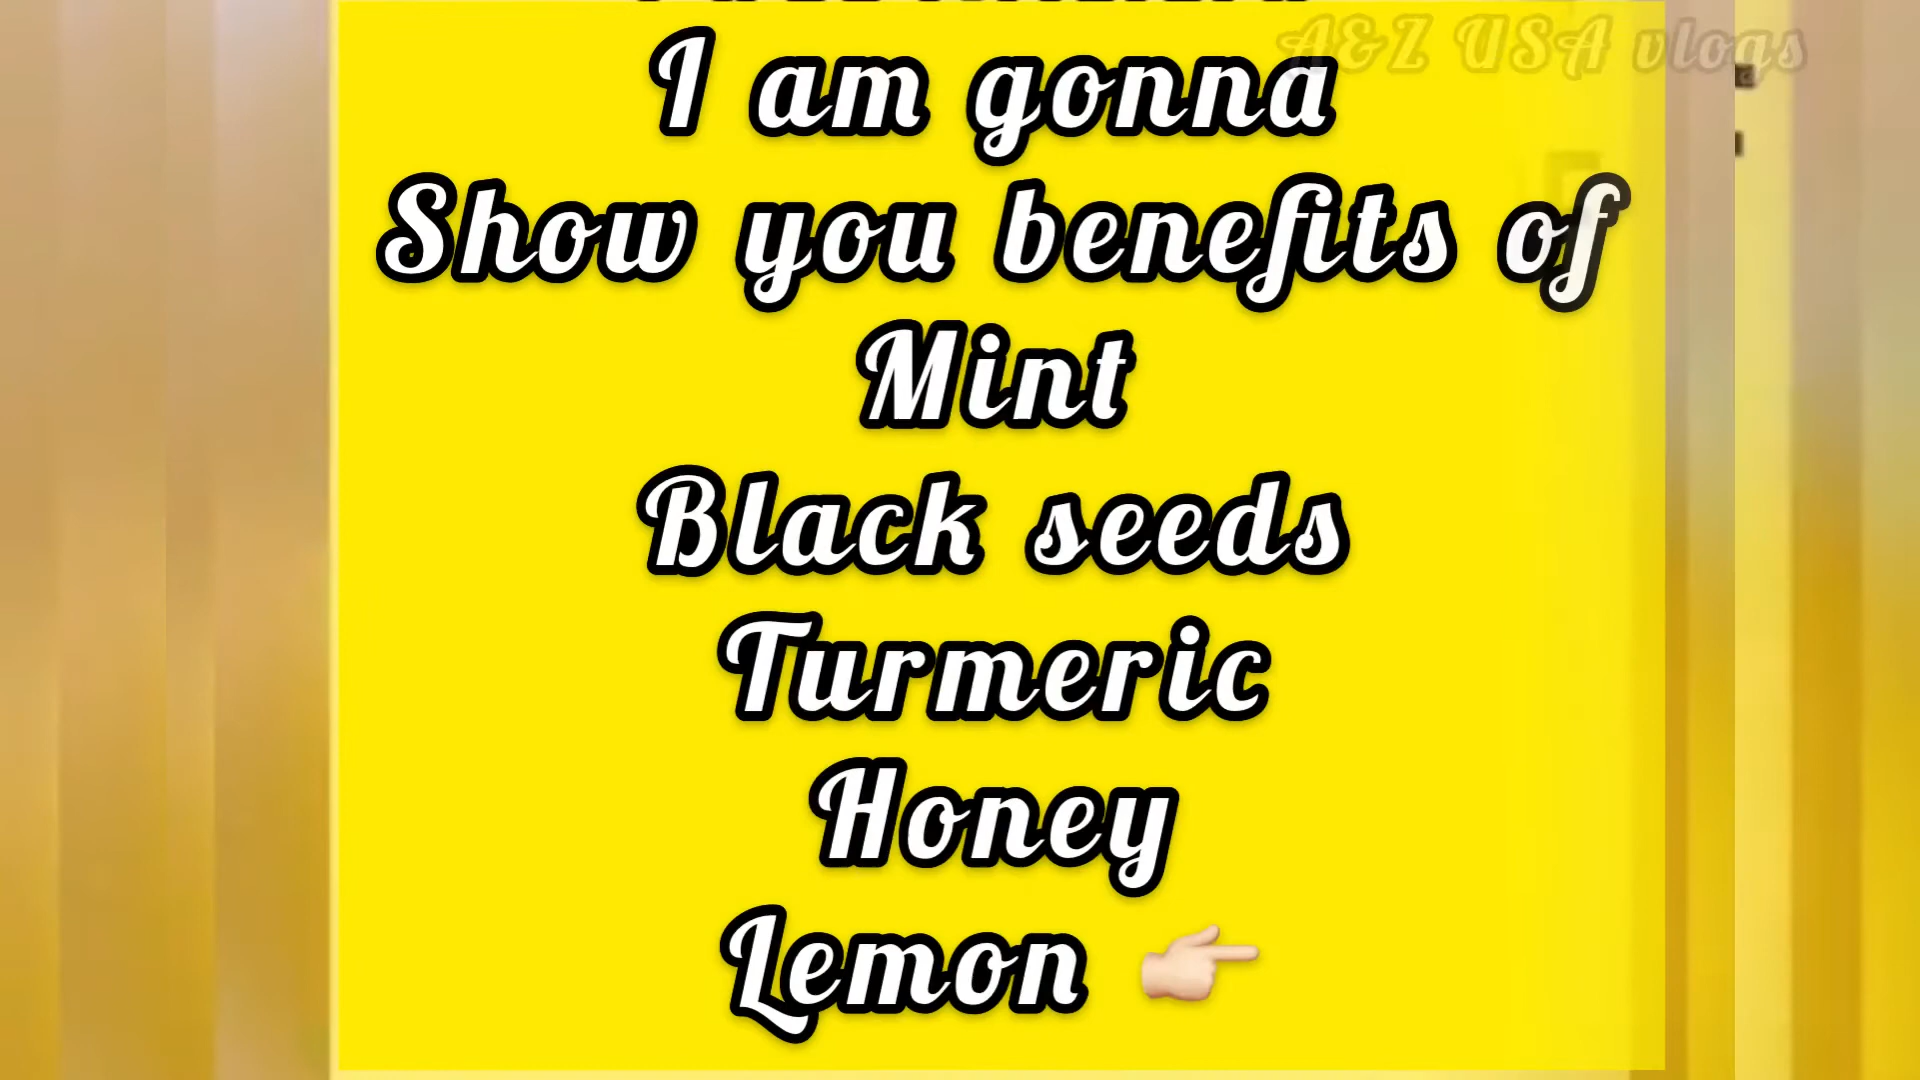 A&Z USA vlogs
I am gonna
Show you benefits of
Mint
Black seeds
Turmeric
Honey
Lemon 👉🏻